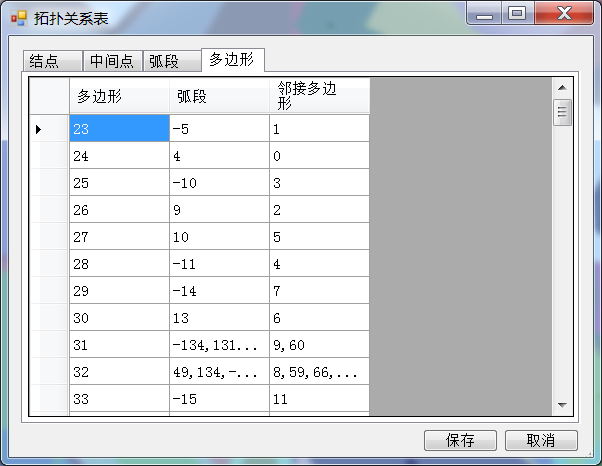 拓扑关系表
结点 中间点 弧段 多边形
多边形 弧段 邻接多边
形
23 -5 1
24 4 0
25 -10 3
26 9 2
27 10 5
28 -11 4
29 -14 7
30 13 6
31 -134,131... 9,60
32 49,134,-... 8,59,66,...
33 -15 11
保存 取消